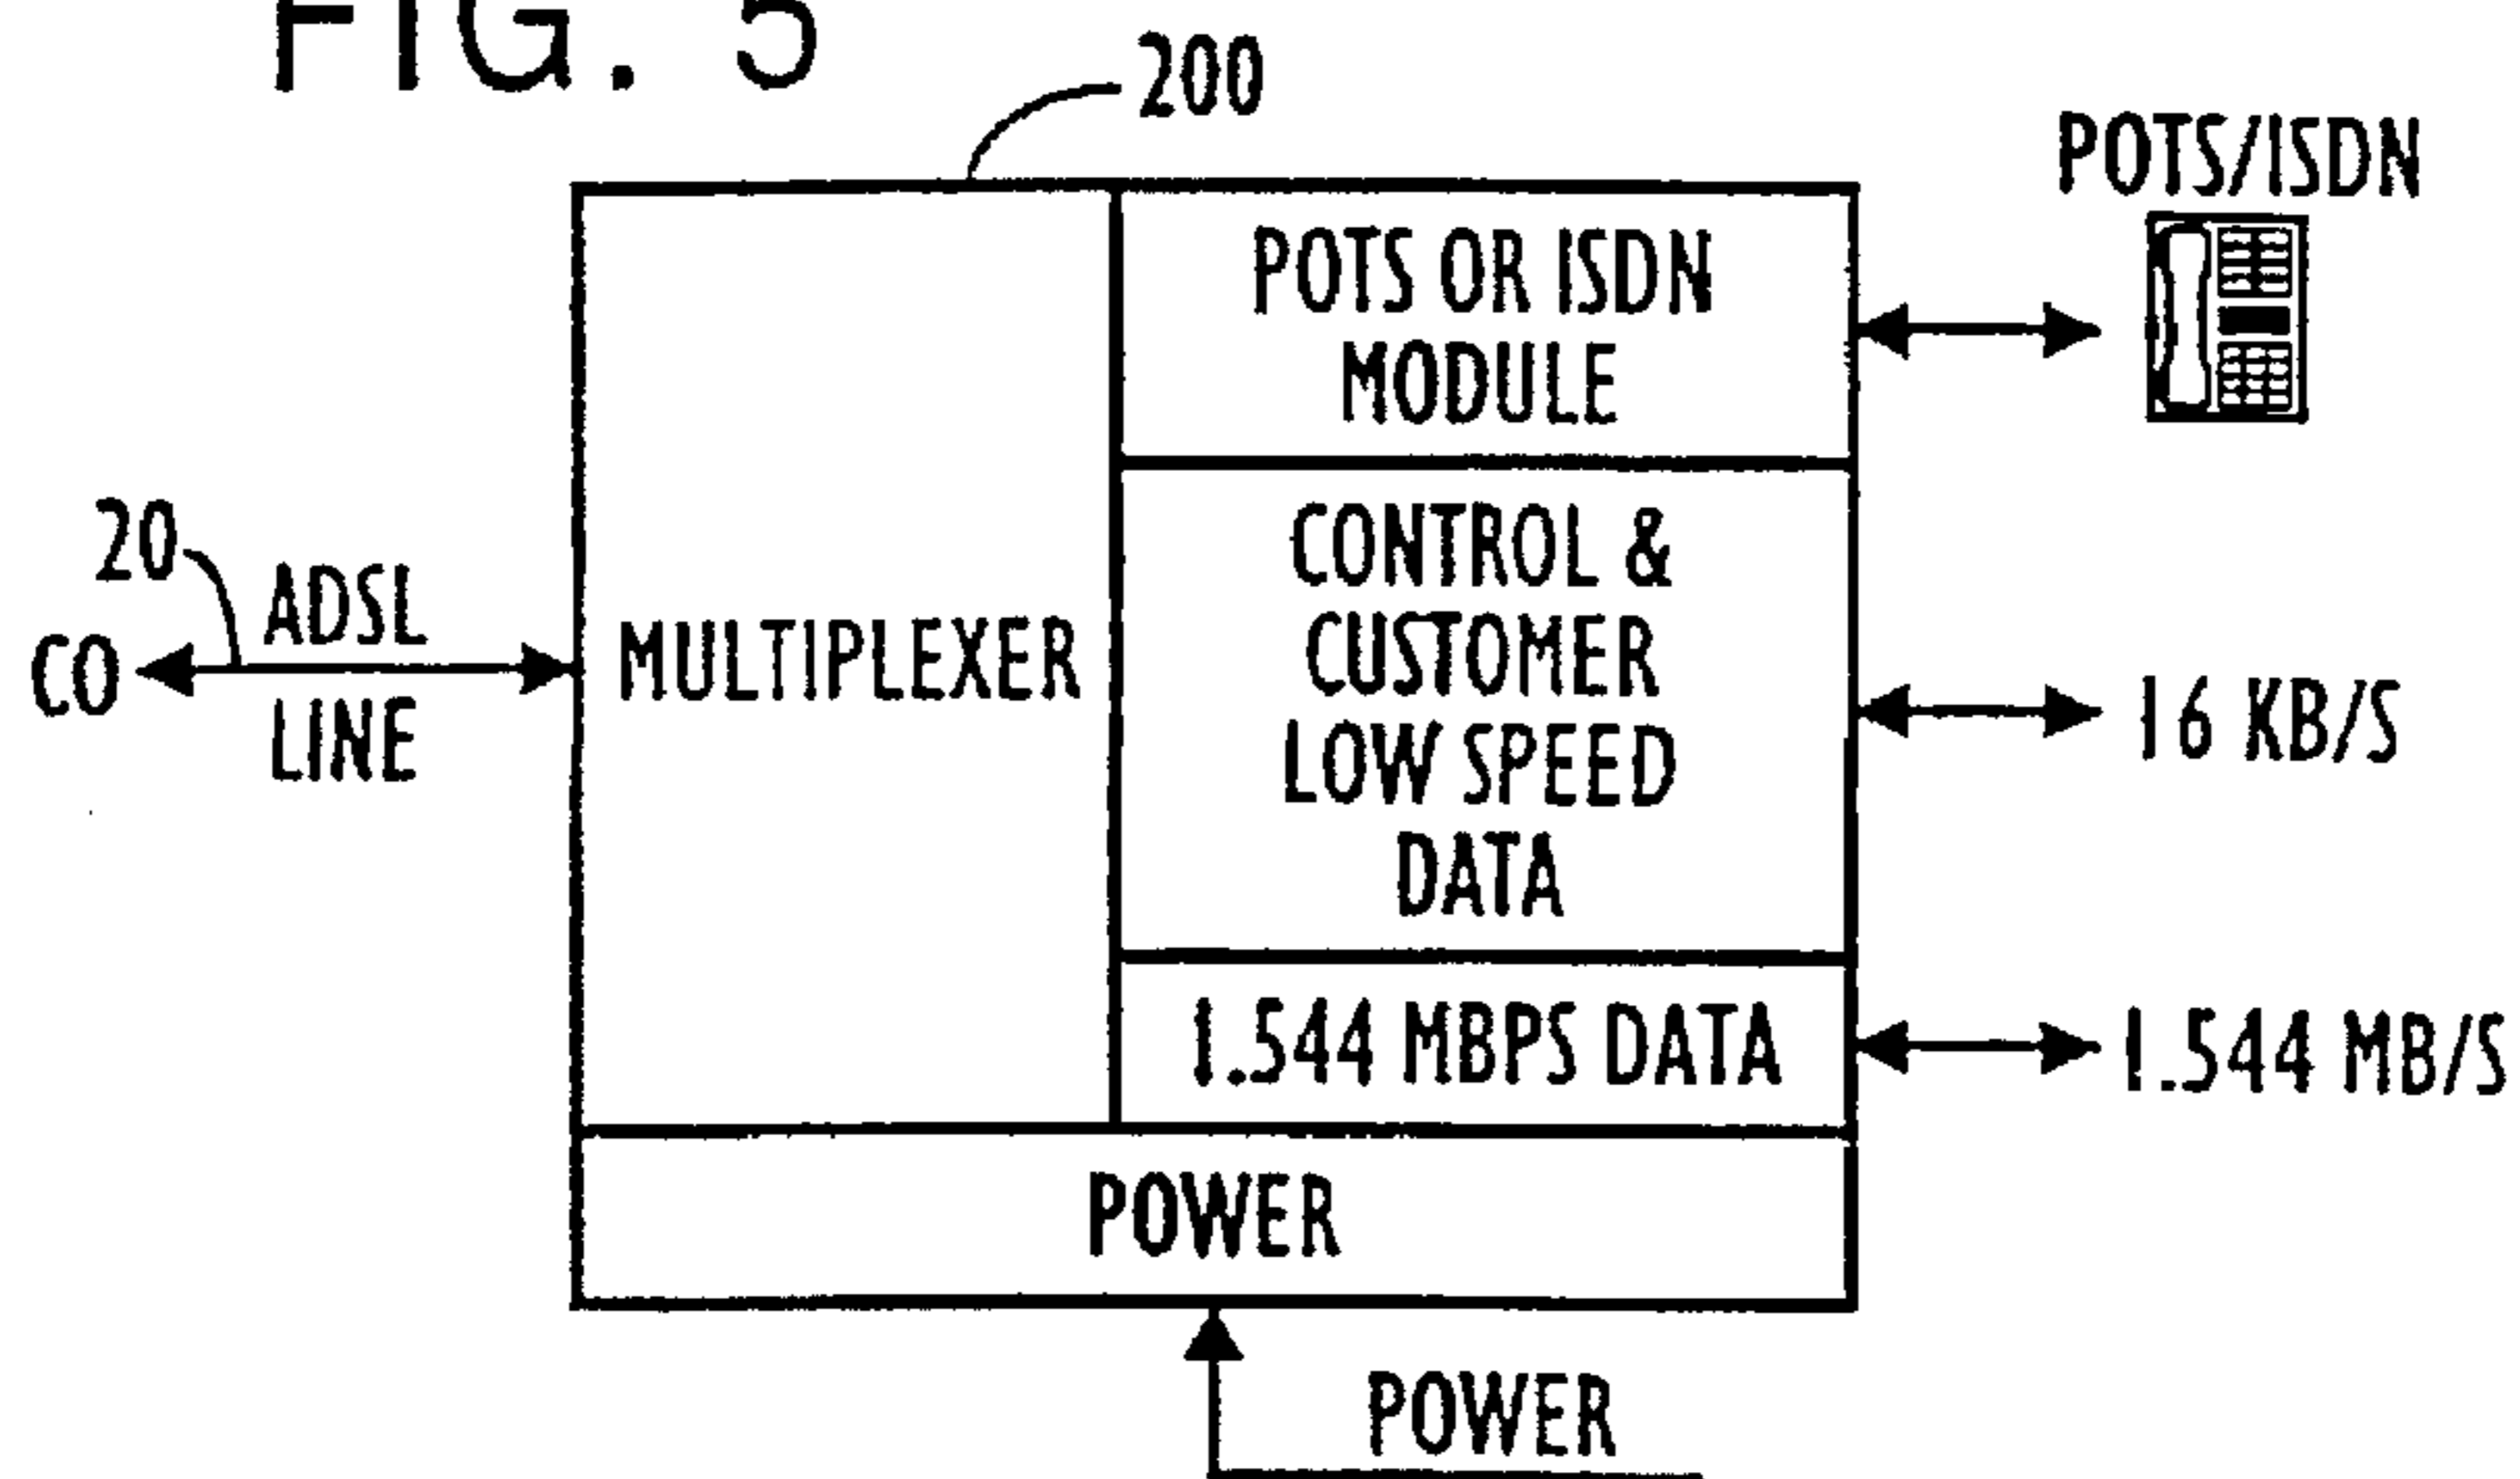 FIG. 5
200
POTS/ISDN
POTS OR ISDN
MODULE
20
ADSL
LINE
CO
MULTIPLEXER
CONTROL &
CUSTOMER
LOW SPEED
DATA
16 KB/S
1.544 MBPS DATA
1.544 MB/S
POWER
POWER